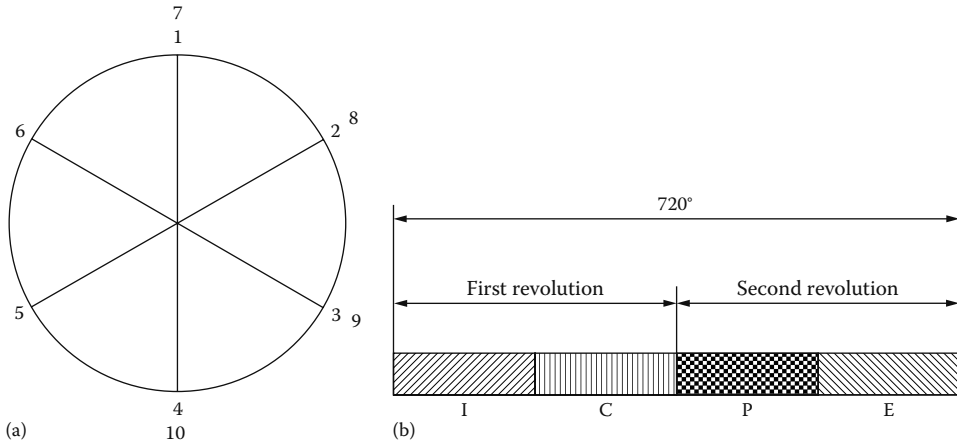 7
1
6
2 8
5
3 9
4
10
(a)
720°
First revolution
Second revolution
I C P E
(b)